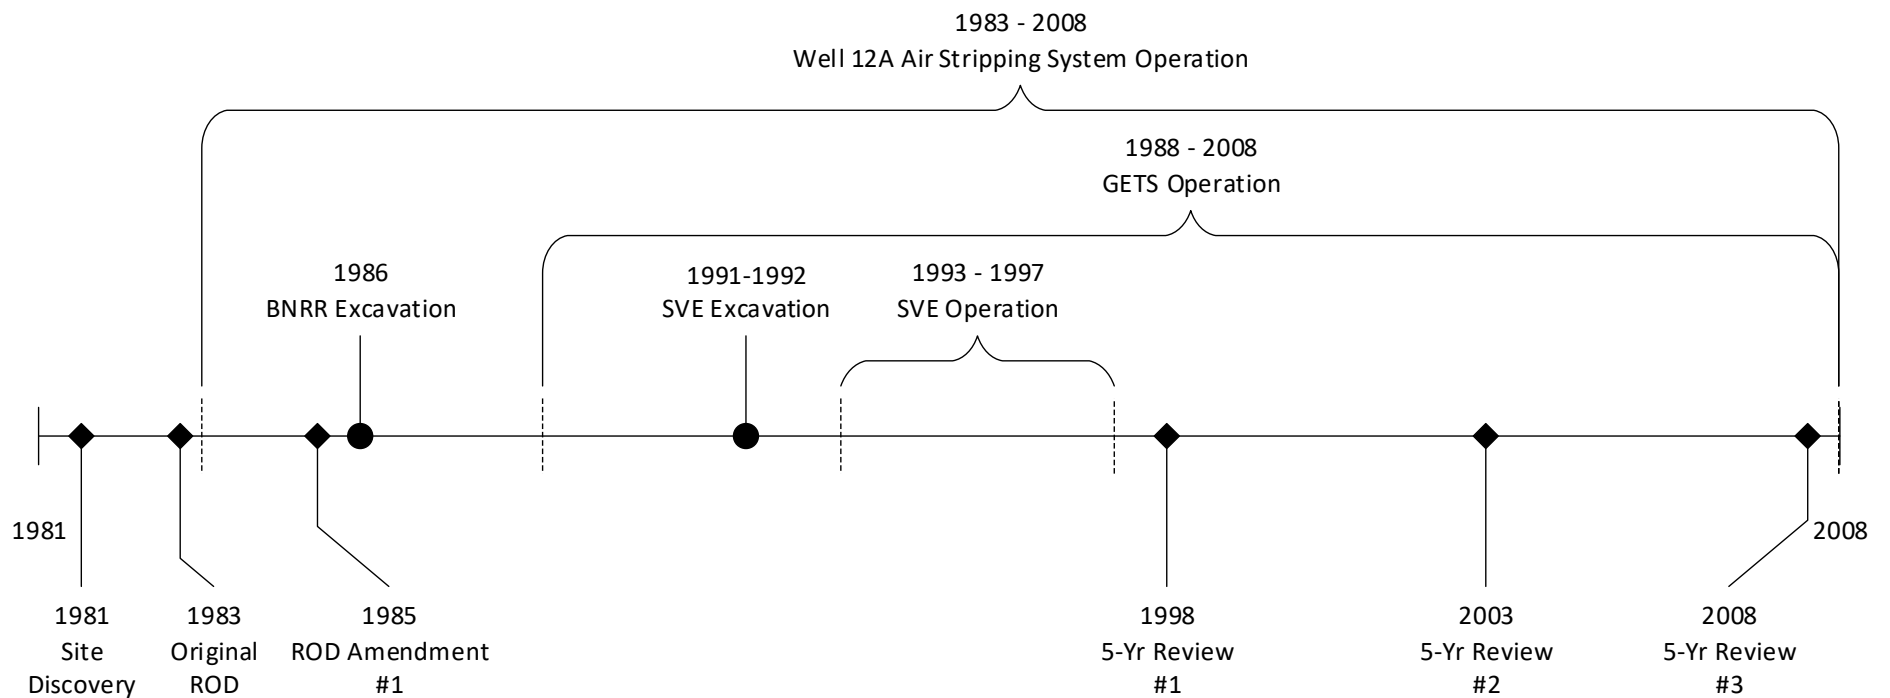 1983 - 2008
Well 12A Air Stripping System Operation
1988 - 2008
GETS Operation
1986
BNRR Excavation
1991-1992
SVE Excavation
1993 - 1997
SVE Operation
1981
2008
1981
Site
Discovery
1983
Original
ROD
1985
ROD Amendment
#1
1998
5-Yr Review
#1
2003
5-Yr Review
#2
2008
5-Yr Review
#3